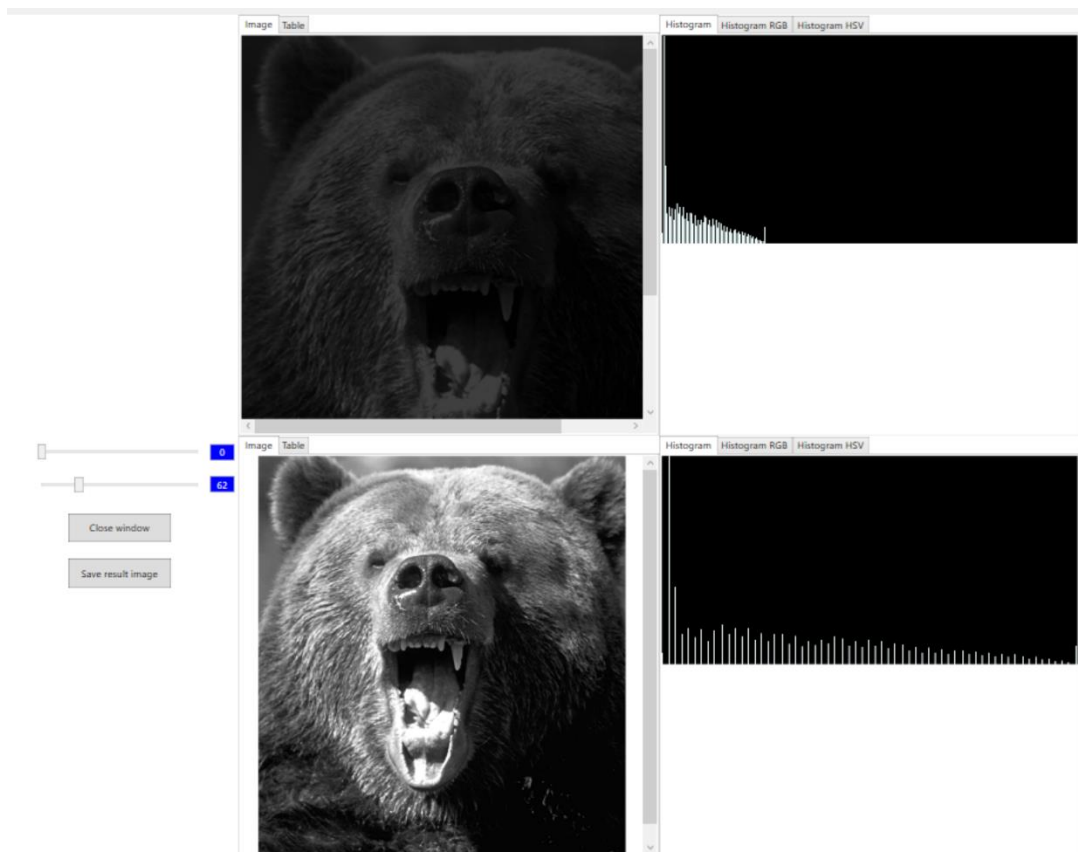 Image Table
Histogram Histogram RGB Histogram HSV
0
62
Close window
Save result image
Image Table
Histogram Histogram RGB Histogram HSV